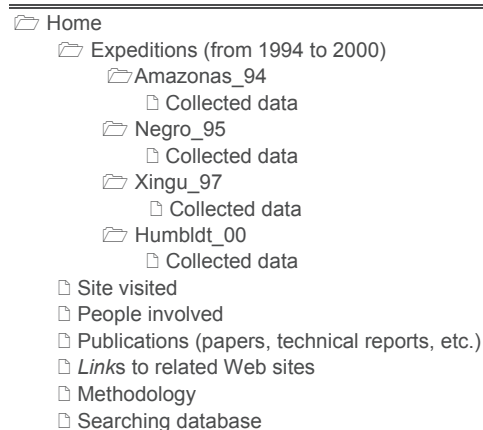 Home
Expeditions (from 1994 to 2000)
Amazonas_94
Collected data
Negro_95
Collected data
Xingu_97
Collected data
Humbldt_00
Collected data
Site visited
People involved
Publications (papers, technical reports, etc.)
Links to related Web sites
Methodology
Searching database